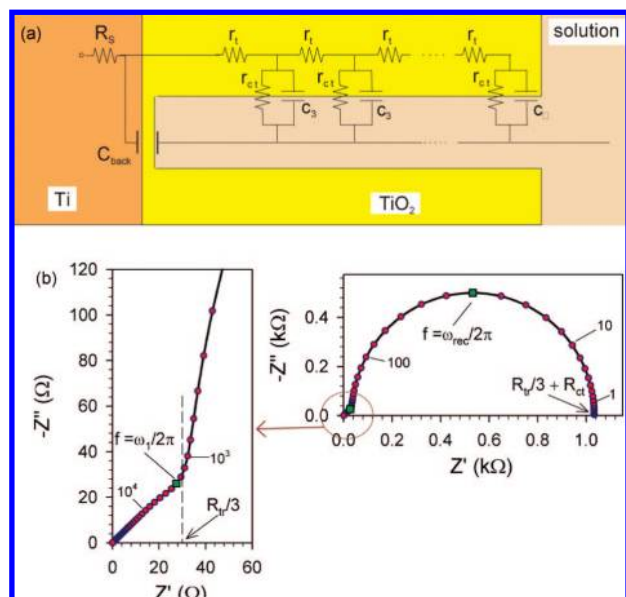 (a)
solution
R_S r_t r_t r_t r_t
r_ct r_ct r_ct
c_3 c_3 c
C_back
Ti
TiO_2
(b)
120
100
80
60
40
20
0
-Z'' (Ω)
f=ω_1/2π
10^3
10^4
R_tr/3
0 20 40 60
Z' (Ω)
0.4
0.2
0.0
-Z'' (kΩ)
f=ω_rec/2π
10
100
R_tr/3 + R_ct
1
0.0 0.2 0.4 0.6 0.8 1.0
Z' (kΩ)